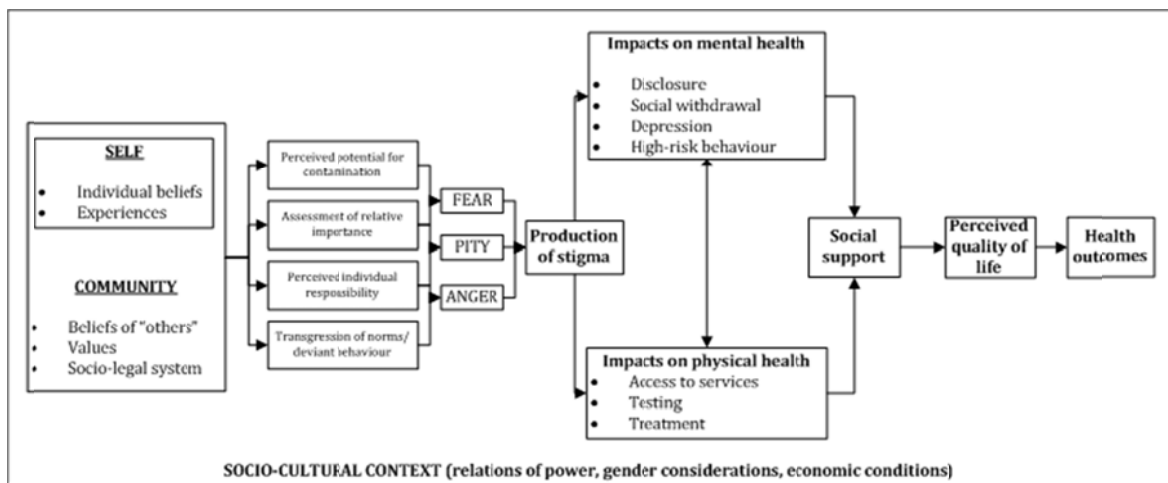 SELF
• Individual beliefs
• Experiences
COMMUNITY
• Beliefs of "others"
• Values
• Socio-legal system
Perceived potential for
contamination
Assessment of relative
importance
Perceived individual
responsibility
Transgression of norms/
deviant behaviour
FEAR
PITY
ANGER
Production
of stigma
Impacts on mental health
• Disclosure
• Social withdrawal
• Depression
• High-risk behaviour
Impacts on physical health
• Access to services
• Testing
• Treatment
Social
support
Perceived
quality of
life
Health
outcomes
SOCIO-CULTURAL CONTEXT (relations of power, gender considerations, economic conditions)